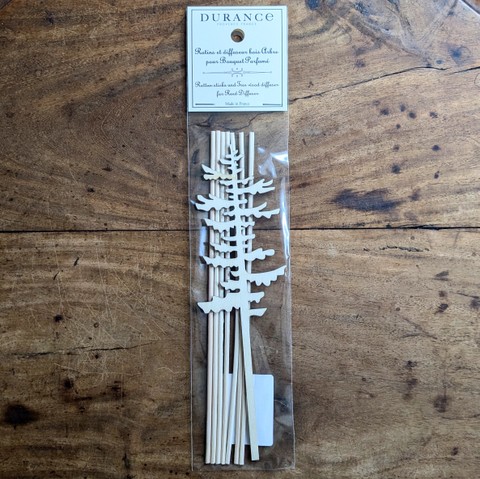 DURANCE
Rotins et diffuseur bois Arbre
pour Bouquet Parfumé
Rattan sticks and Tree wood diffuser
for Reed Diffuser
Made in France